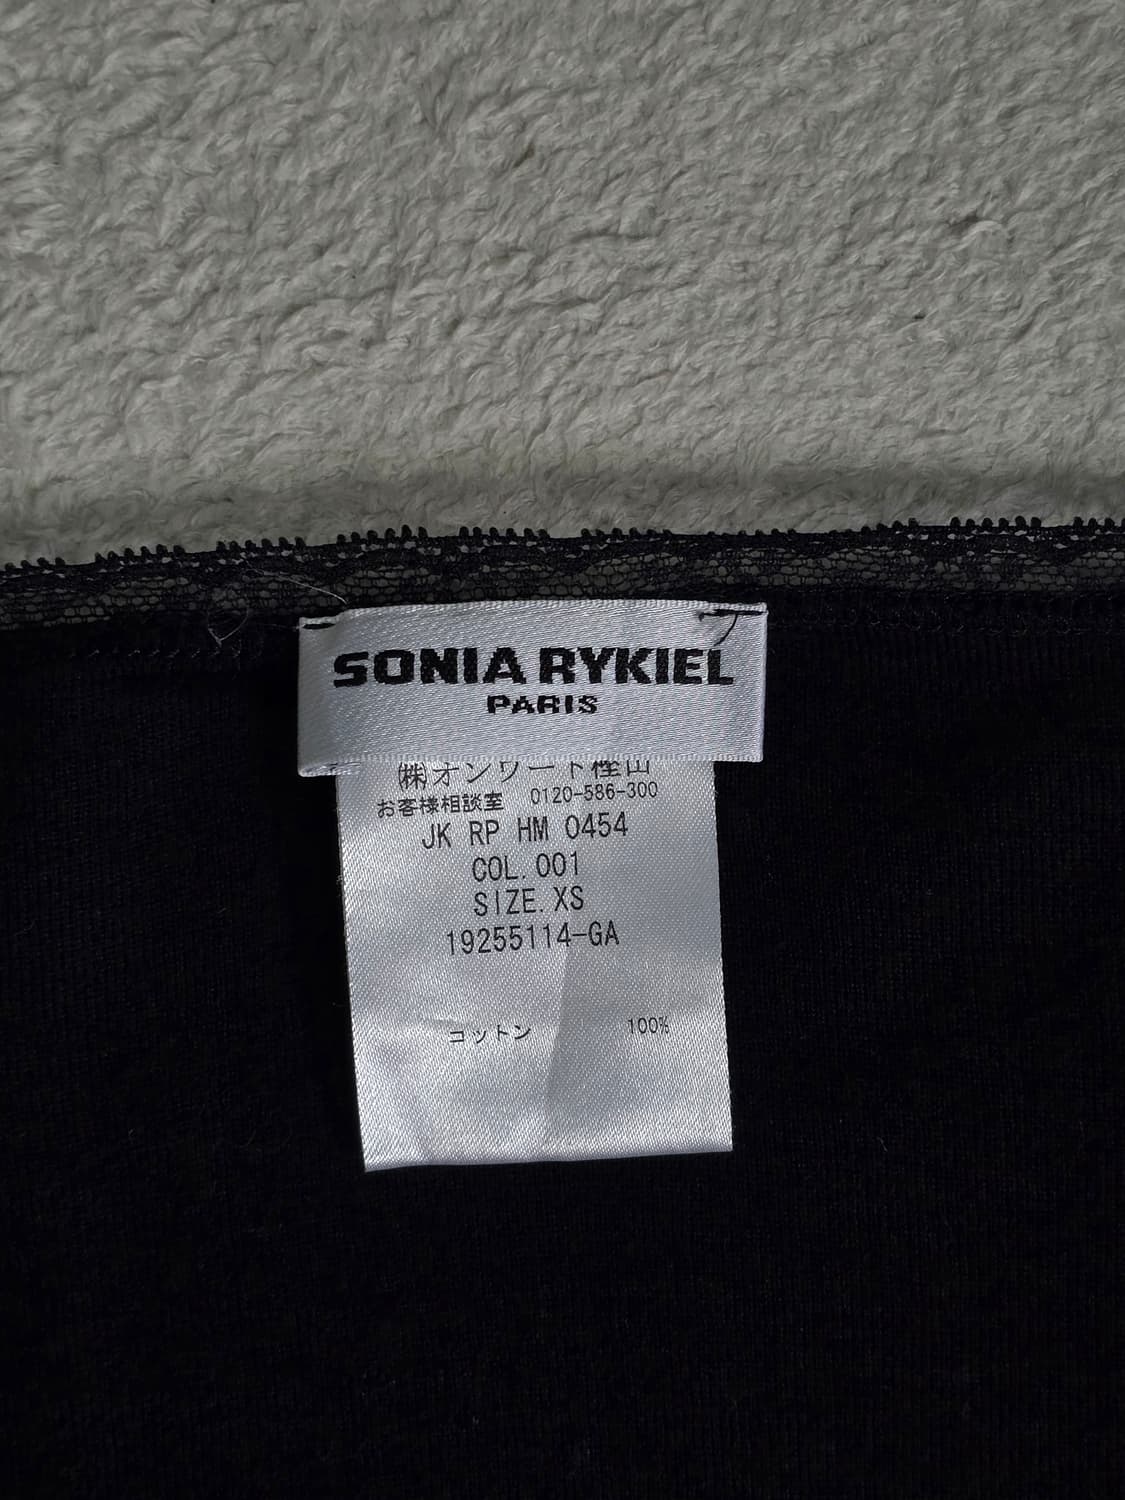 SONIA RYKIEL
PARIS
㈱オンワード樫山
お客様相談室 0120-586-300
JK RP HM 0454
COL.001
SIZE.XS
19255114-GA
コットン 100%